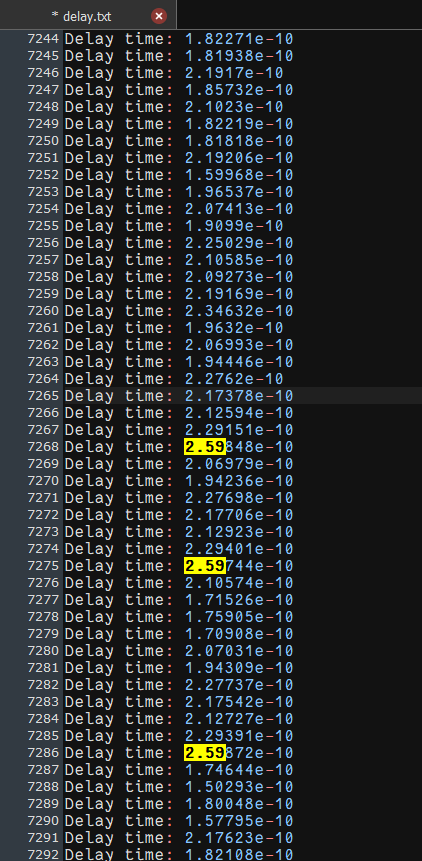 * delay.txt
7244 Delay time: 1.82271e-10
7245 Delay time: 1.81938e-10
7246 Delay time: 2.1917e-10
7247 Delay time: 1.85732e-10
7248 Delay time: 2.1023e-10
7249 Delay time: 1.82219e-10
7250 Delay time: 1.81818e-10
7251 Delay time: 2.19206e-10
7252 Delay time: 1.59968e-10
7253 Delay time: 1.96537e-10
7254 Delay time: 2.07413e-10
7255 Delay time: 1.9099e-10
7256 Delay time: 2.25029e-10
7257 Delay time: 2.10585e-10
7258 Delay time: 2.09273e-10
7259 Delay time: 2.19169e-10
7260 Delay time: 2.34632e-10
7261 Delay time: 1.9632e-10
7262 Delay time: 2.06993e-10
7263 Delay time: 1.94446e-10
7264 Delay time: 2.2762e-10
7265 Delay time: 2.17378e-10
7266 Delay time: 2.12594e-10
7267 Delay time: 2.29151e-10
7268 Delay time: 2.59848e-10
7269 Delay time: 2.06979e-10
7270 Delay time: 1.94236e-10
7271 Delay time: 2.27698e-10
7272 Delay time: 2.17706e-10
7273 Delay time: 2.12923e-10
7274 Delay time: 2.29401e-10
7275 Delay time: 2.59744e-10
7276 Delay time: 2.10574e-10
7277 Delay time: 1.71526e-10
7278 Delay time: 1.75905e-10
7279 Delay time: 1.70908e-10
7280 Delay time: 2.07031e-10
7281 Delay time: 1.94309e-10
7282 Delay time: 2.27737e-10
7283 Delay time: 2.17542e-10
7284 Delay time: 2.12727e-10
7285 Delay time: 2.29391e-10
7286 Delay time: 2.59872e-10
7287 Delay time: 1.74644e-10
7288 Delay time: 1.50293e-10
7289 Delay time: 1.80048e-10
7290 Delay time: 1.57795e-10
7291 Delay time: 2.17623e-10
7292 Delay time: 1.82108e-10